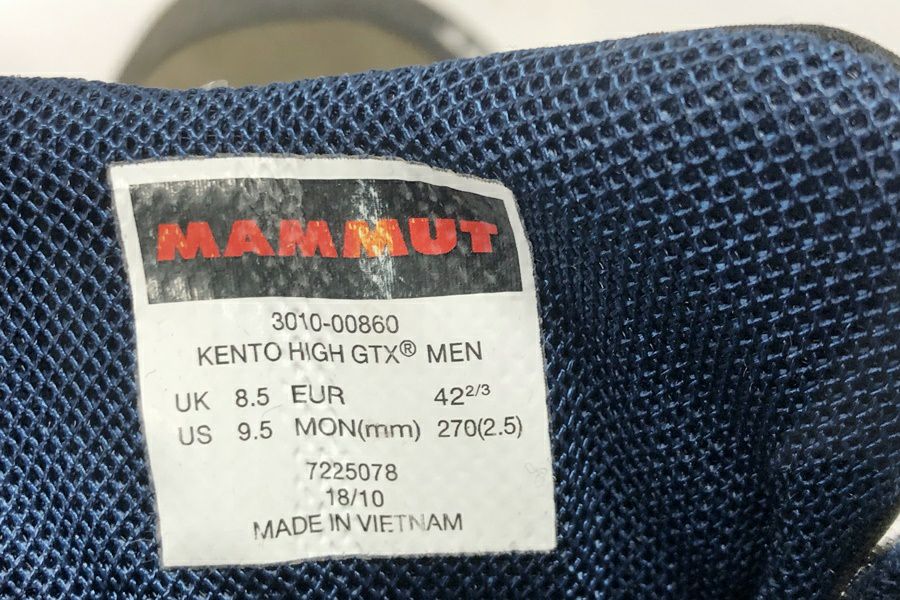 MAMMUT
3010-00860
KENTO HIGH GTX® MEN
UK 8.5 EUR 42 2/3
US 9.5 MON(mm) 270(2.5)
7225078
18/10
MADE IN VIETNAM